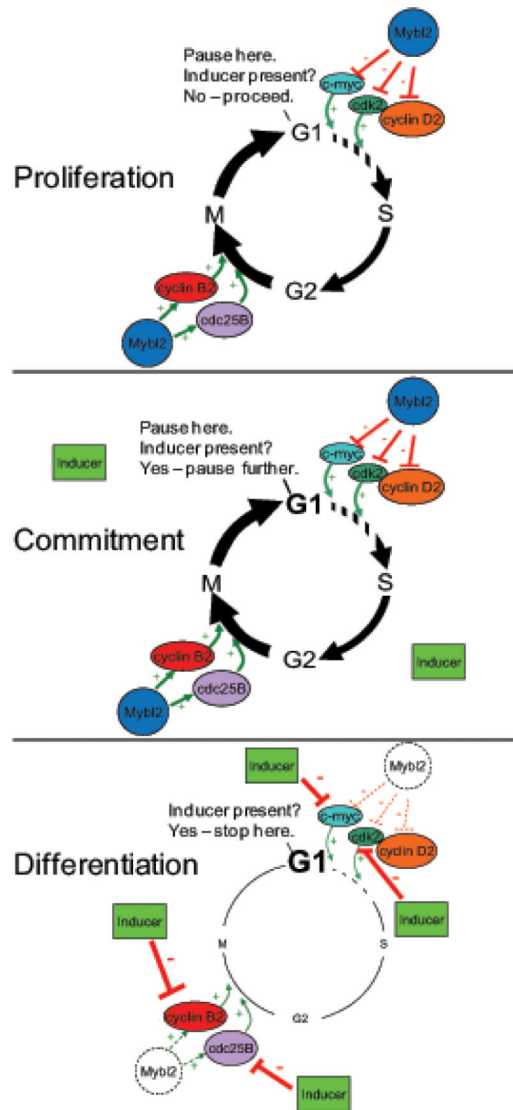 Mybl2
Pause here.
Inducer present?
No – proceed.
c-myc
cdk2
cyclin D2
G1
Proliferation
M
S
G2
cyclin B2
cdc25B
Mybl2
+
+
+
+
+
+
-
-
-
Mybl2
Pause here.
Inducer present?
Yes – pause further.
Inducer
c-myc
cdk2
cyclin D2
G1
Commitment
M
S
G2
cyclin B2
Inducer
cdc25B
Mybl2
+
+
+
+
+
+
-
-
-
Inducer
Mybl2
Inducer present?
Yes – stop here.
c-myc
cdk2
cyclin D2
G1
Differentiation
Inducer
Inducer
M
S
G2
cyclin B2
cdc25B
Mybl2
Inducer
+
+
+
+
+
+
-
-
-
-
-
-
-